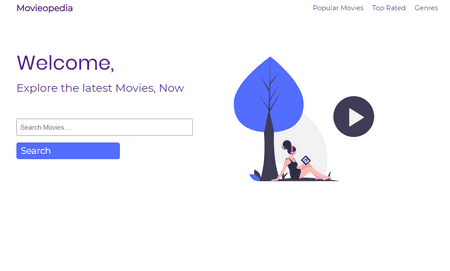 Movieopedia
Popular Movies Top Rated Genres
Welcome,
Explore the latest Movies, Now
Search Movies....
Search